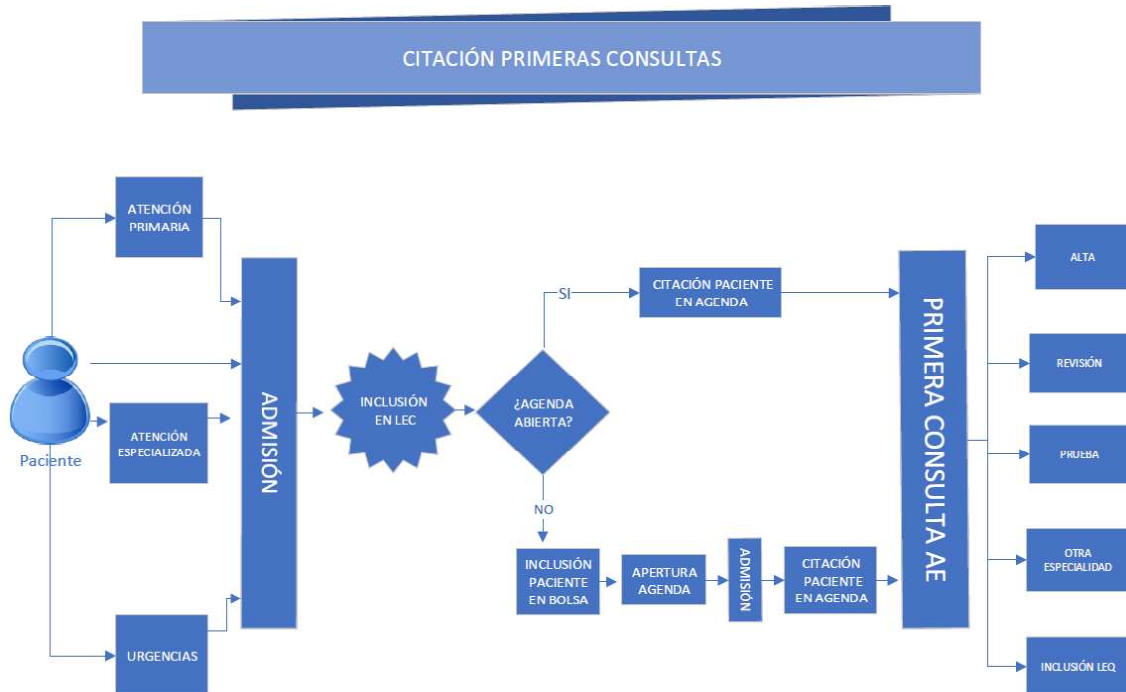 CITACIÓN PRIMERAS CONSULTAS
ATENCIÓN
PRIMARIA
Paciente
ATENCIÓN
ESPECIALIZADA
URGENCIAS
ADMISIÓN
INCLUSIÓN
EN LEC
¿AGENDA
ABIERTA?
SI
CITACIÓN PACIENTE
EN AGENDA
NO
INCLUSIÓN
PACIENTE
EN BOLSA
APERTURA
AGENDA
ADMISIÓN
CITACIÓN
PACIENTE
EN AGENDA
PRIMERA CONSULTA AE
ALTA
REVISIÓN
PRUEBA
OTRA
ESPECIALIDAD
INCLUSIÓN LEQ